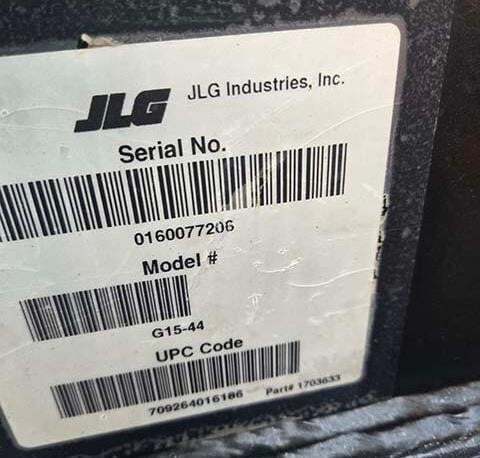 JLG JLG Industries, Inc.
Serial No.
0160077206
Model #
G15-44
UPC Code
709264016186 Part# 1703633